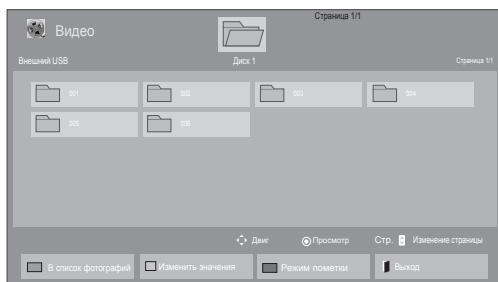 Страница 1/1
Видео
Внешний USB Диск 1 Страница 1/1
001 002 003 004
005 006
Двиг Просмотр Стр. Изменение страницы
В список фотографий Изменить значения Режим пометки Выход